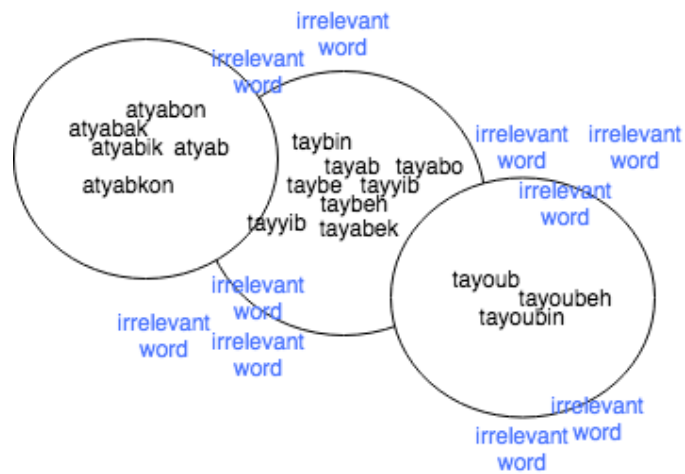 irrelevant
word
irrelevant
word
atyabon
atyabak
atyabik atyab
atyabkon
taybin
tayab tayabo
taybe tayyib
taybeh
tayyib tayabek
irrelevant
word
irrelevant
word
irrelevant
word
tayoub
tayoubeh
tayoubin
irrelevant
word
irrelevant
word
irrelevant
word
irrelevant
word
irrelevant
word